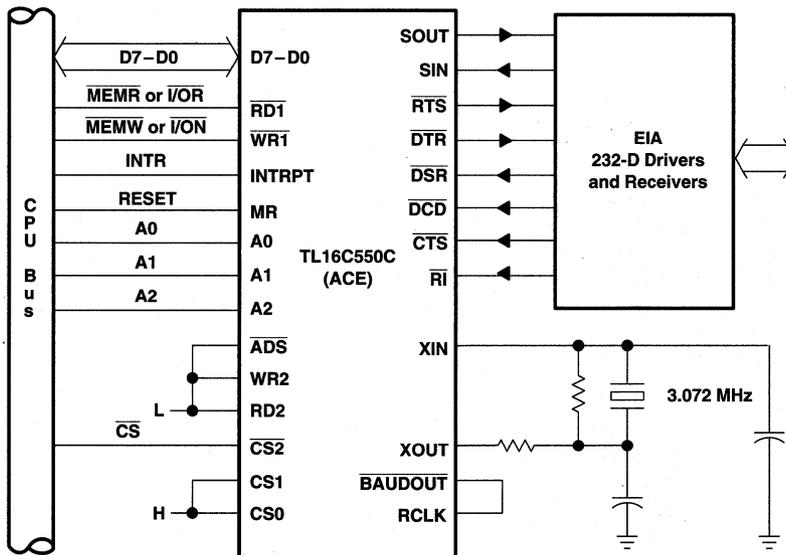 CPU Bus
D7–D0
MEMR or I/OR
MEMW or I/ON
INTR
RESET
A0
A1
A2
L
CS
H
D7–D0
RD1
WR1
INTRPT
MR
A0
A1
A2
ADS
WR2
RD2
CS2
CS1
CS0
TL16C550C
(ACE)
SOUT
SIN
RTS
DTR
DSR
DCD
CTS
RI
XIN
XOUT
BAUDOUT
RCLK
EIA
232-D Drivers
and Receivers
3.072 MHz